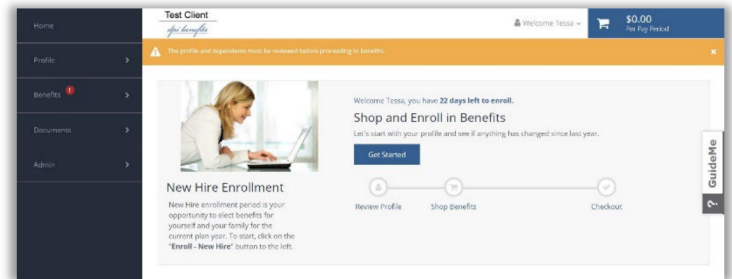 Home
Profile
Benefits !
Documents
Admin
Test Client
dpi benefits
Welcome Tessa
$0.00
Per Pay Period
The profile and dependents must be reviewed before proceeding to benefits.
Welcome Tessa, you have 22 days left to enroll.
Shop and Enroll in Benefits
Let's start with your profile and see if anything has changed since last year.
Get Started
Review Profile
Shop Benefits
Checkout
New Hire Enrollment
New Hire enrollment period is your
opportunity to elect benefits for
yourself and your family for the
current plan year. To start, click on the
"Enroll - New Hire" button to the left.
? GuideMe